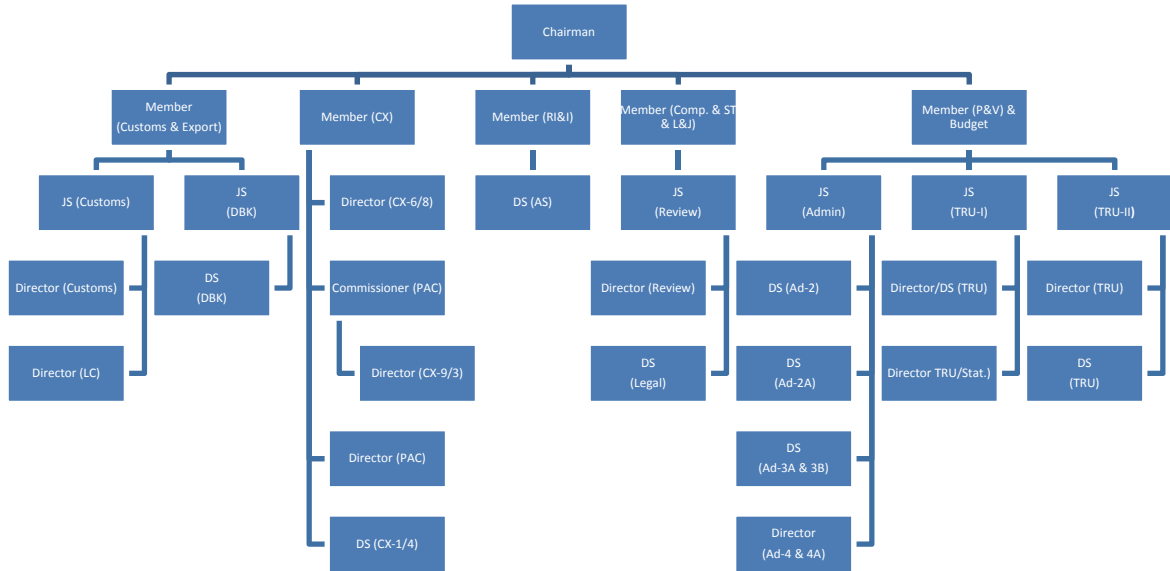 Chairman
Member
(Customs & Export)
Member (CX)
Member (RI&I)
Member (Comp. & ST
& L&J)
Member (P&V) &
Budget
JS (Customs)
JS
(DBK)
Director (CX-6/8)
DS (AS)
JS
(Review)
JS
(Admin)
JS
(TRU-I)
JS
(TRU-II)
Director (Customs)
DS
(DBK)
Commissioner (PAC)
Director (Review)
DS (Ad-2)
Director/DS (TRU)
Director (TRU)
Director (LC)
Director (CX-9/3)
DS
(Legal)
DS
(Ad-2A)
Director TRU/Stat.)
DS
(TRU)
Director (PAC)
DS
(Ad-3A & 3B)
DS (CX-1/4)
Director
(Ad-4 & 4A)